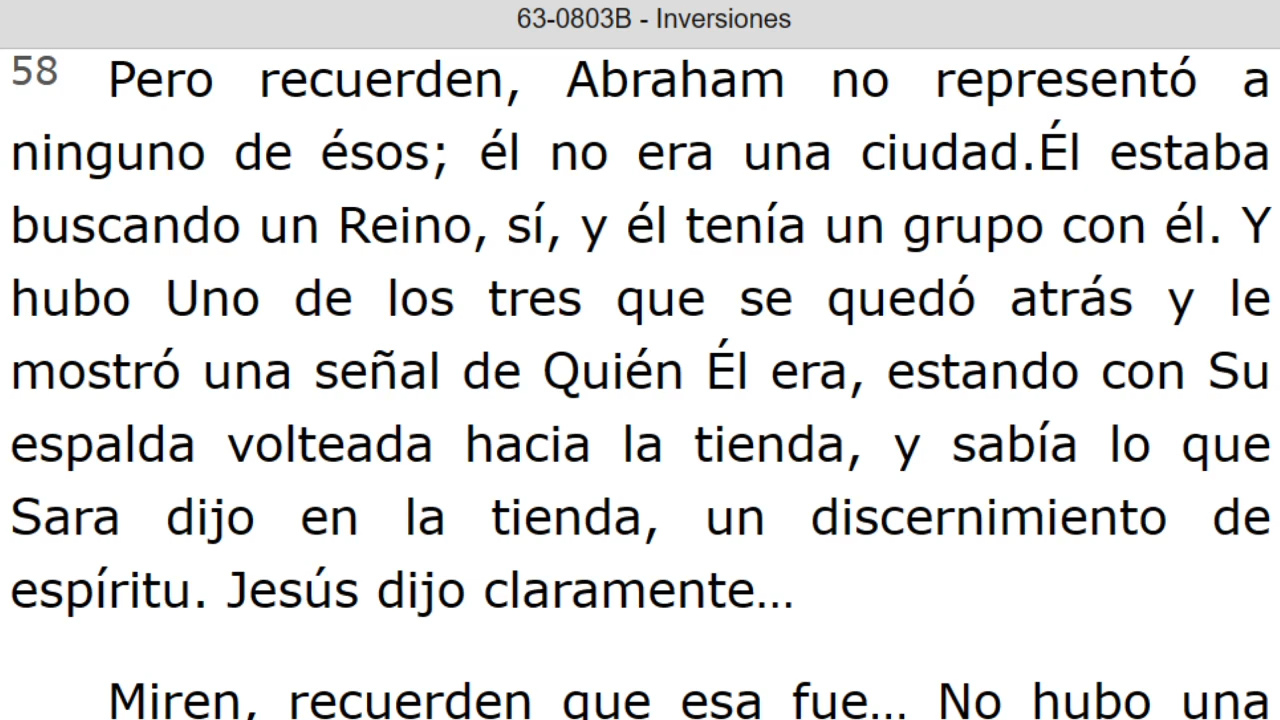 63-0803B - Inversiones
58 Pero recuerden, Abraham no representó a
ninguno de ésos; él no era una ciudad.Él estaba
buscando un Reino, sí, y él tenía un grupo con él. Y
hubo Uno de los tres que se quedó atrás y le
mostró una señal de Quién Él era, estando con Su
espalda volteada hacia la tienda, y sabía lo que
Sara dijo en la tienda, un discernimiento de
espíritu. Jesús dijo claramente…
Miren, recuerden que esa fue… No hubo una